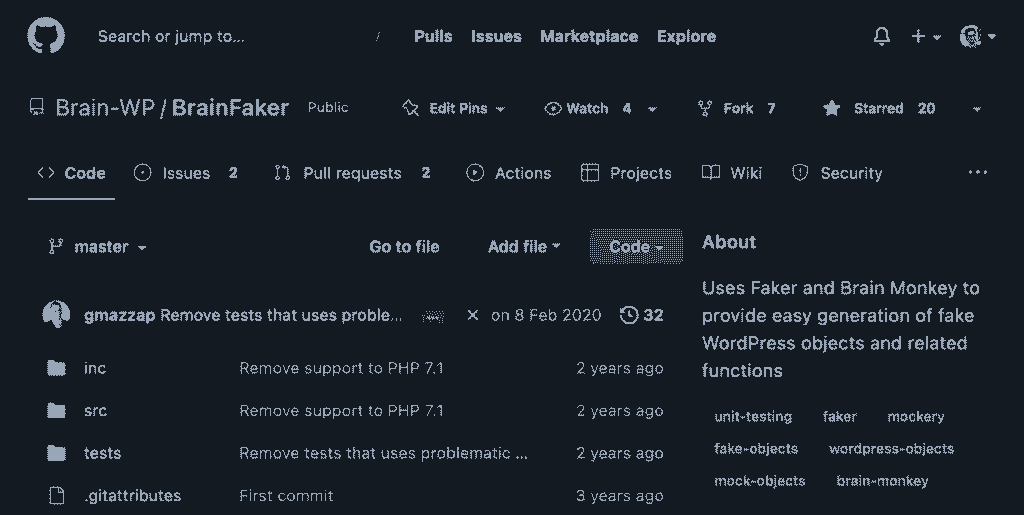 Search or jump to... / Pulls Issues Marketplace Explore
Brain-WP / BrainFaker Public Edit Pins Watch 4 Fork 7 Starred 20
Code Issues 2 Pull requests 2 Actions Projects Wiki Security ...
master Go to file Add file Code
About
Uses Faker and Brain Monkey to
provide easy generation of fake
WordPress objects and related
functions
unit-testing faker mockery
fake-objects wordpress-objects
mock-objects brain-monkey
gmazzap Remove tests that uses proble... on 8 Feb 2020 32
inc Remove support to PHP 7.1 2 years ago
src Remove support to PHP 7.1 2 years ago
tests Remove tests that uses problematic ... 2 years ago
.gitattributes First commit 3 years ago